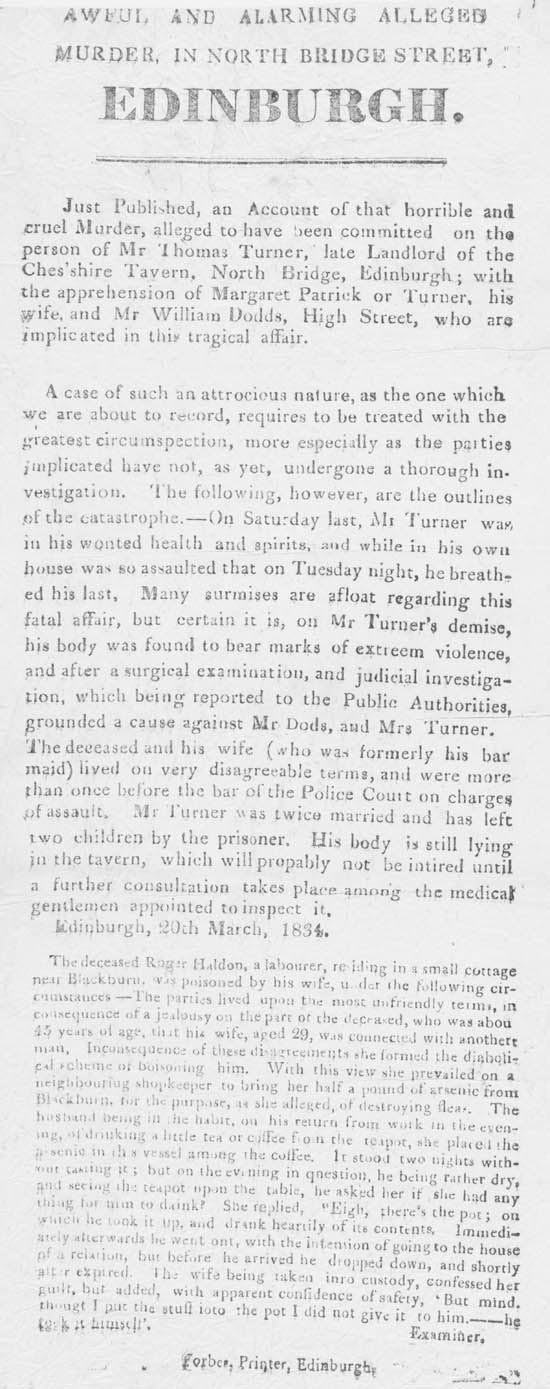 AWFUL AND ALARMING ALLEGED
MURDER, IN NORTH BRIDGE STREET,
EDINBURGH.
Just Published, an Account of that horrible and
cruel Murder, alleged to have been committed on the
person of Mr Thomas Turner, late Landlord of the
Ches'shire Tavern, North Bridge, Edinburgh; with
the apprehension of Margaret Patrick or Turner, his
wife, and Mr William Dodds, High Street, who are
implicated in this tragical affair.
A case of such an attrocious nature, as the one which
we are about to record, requires to be treated with the
greatest circumspection, more especially as the parties
implicated have not, as yet, undergone a thorough in-
vestigation. The following, however, are the outlines
of the catastrophe.—On Saturday last, Mr Turner was
in his wonted health and spirits, and while in his own
house was so assaulted that on Tuesday night, he breath-
ed his last, Many surmises are afloat regarding this
fatal affair, but certain it is, on Mr Turner's demise,
his body was found to bear marks of extreem violence,
and after a surgical examination, and judicial investiga-
tion, which being reported to the Public Authorities,
grounded a cause against Mr Dods, and Mrs Turner.
The deceased and his wife (who was formerly his bar
maid) lived on very disagreeable terms, and were more
than once before the bar of the Police Court on charges
of assault. Mr Turner was twice married and has left
two children by the prisoner. His body is still lying
in the tavern, which will propably not be intired until
a further consultation takes place among the medical
gentlemen appointed to inspect it.
Edinburgh, 20th March, 1834.
The deceased Roger Haldon, a labourer, residing in a small cottage
near Blackburn, was poisoned by his wife, under the following cir-
cumstances—The parties lived upon the most unfriendly terms, in
consequence of a jealousy on the part of the deceased, who was abou
45 years of age, that his wife, aged 29, was connected with anothert
man, Inconsequence of these disagreements she formed the diaboli-
cal scheme of boisoning him. With this view she prevailed on a
neighbouring shopkeeper to bring her half a pound of arsenic from
Blackburn, for the purpose, as she alleged, of destroying fleas. The
husband being in the habit, on his return from work in the even-
ing, of drinking a little tea or coffee from the teapot, she placed the
arsenic in this vessel among the coffee. It stood two nights with-
out tasting it; but on the evening in question, he being rather dry,
and seeing the teapot upon the table, he asked her if she had any
thing for him to daink? She replied, "Eigh, there's the pot; on
which he took it up, and drank heartily of its contents. Immedi-
ately afterwards he went out, with the intention of going to the house
of a relation, but before he arrived he dropped down, and shortly
after expired. The wife being taken inro custody, confessed her
guilt, but added, with apparent confidence of safety, 'But mind,
thougt I put the stuff ioto the pot I did not give it to him.——he
took it himself'.
Examiner,
Forbes, Printer, Edinburgh,